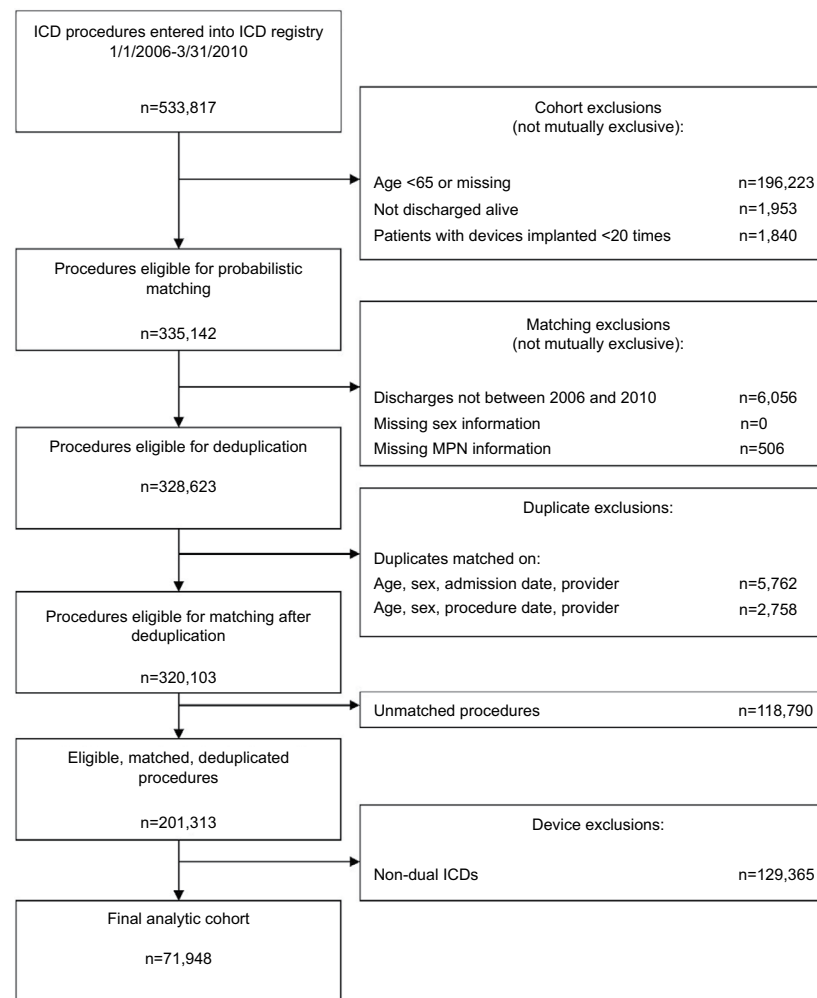 ICD procedures entered into ICD registry
1/1/2006-3/31/2010
n=533,817
Cohort exclusions
(not mutually exclusive):
Age <65 or missing n=196,223
Not discharged alive n=1,953
Patients with devices implanted <20 times n=1,840
Procedures eligible for probabilistic
matching
n=335,142
Matching exclusions
(not mutually exclusive):
Discharges not between 2006 and 2010 n=6,056
Missing sex information n=0
Missing MPN information n=506
Procedures eligible for deduplication
n=328,623
Duplicate exclusions:
Duplicates matched on:
Age, sex, admission date, provider n=5,762
Age, sex, procedure date, provider n=2,758
Procedures eligible for matching after
deduplication
n=320,103
Unmatched procedures n=118,790
Eligible, matched, deduplicated
procedures
n=201,313
Device exclusions:
Non-dual ICDs n=129,365
Final analytic cohort
n=71,948